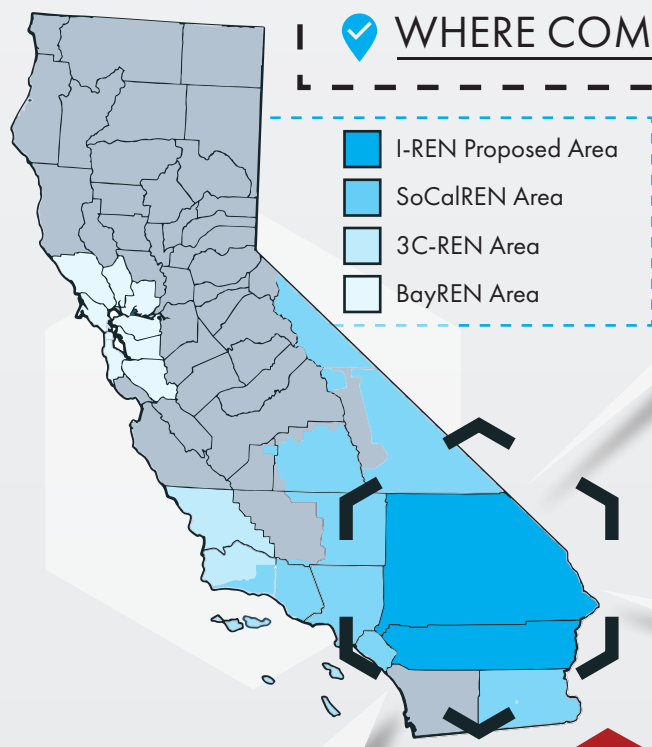 WHERE COM
I-REN Proposed Area
SoCalREN Area
3C-REN Area
BayREN Area